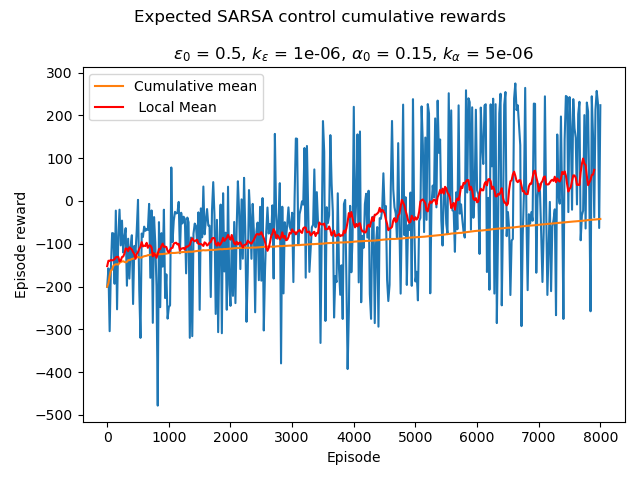 Expected SARSA control cumulative rewards
ε₀ = 0.5, kε = 1e-06, α₀ = 0.15, kα = 5e-06
Cumulative mean
Local Mean
300
200
100
0
−100
−200
−300
−400
−500
Episode reward
0 1000 2000 3000 4000 5000 6000 7000 8000
Episode